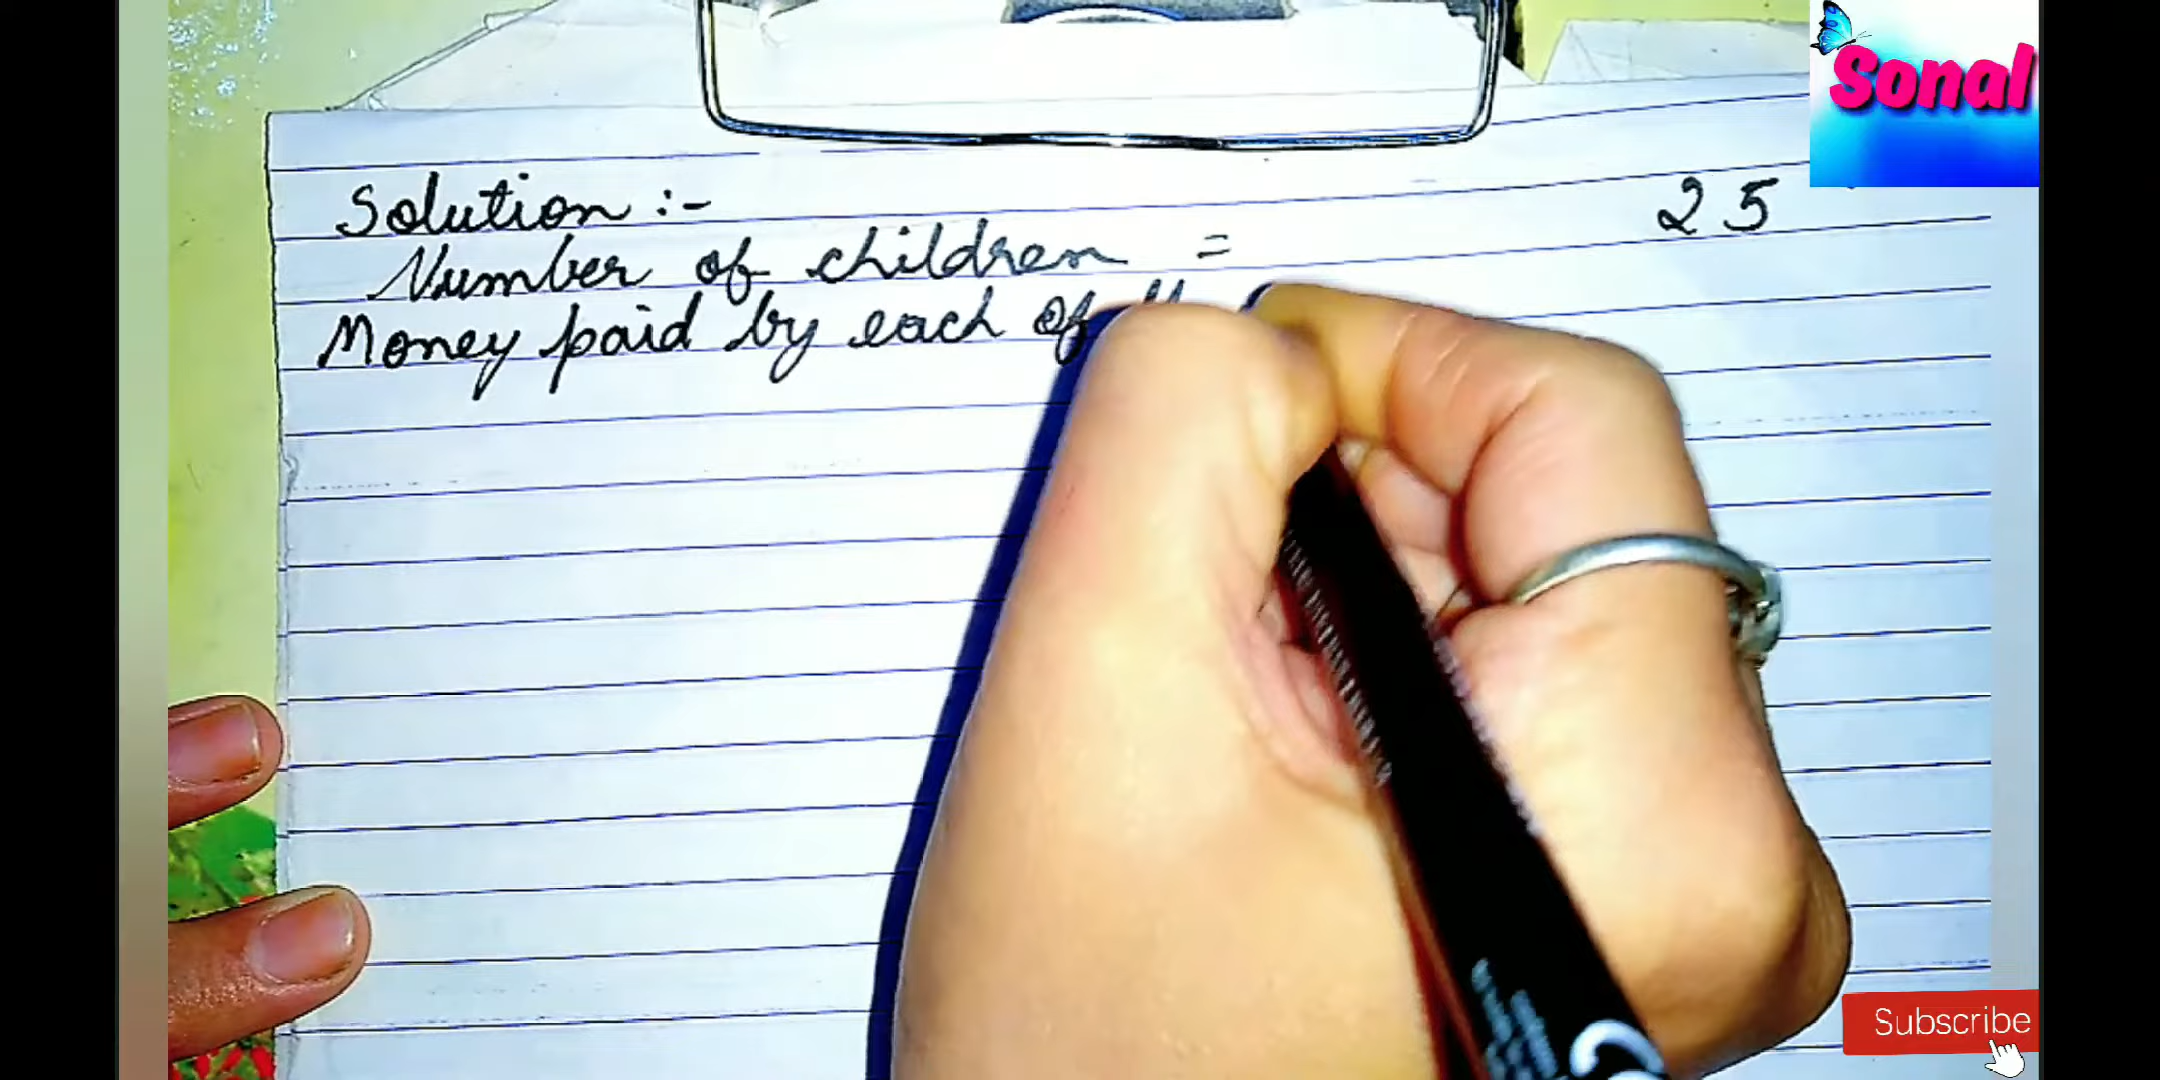 Sonal
Solution :-
25
Number of children =
Money paid by each of
Subscribe